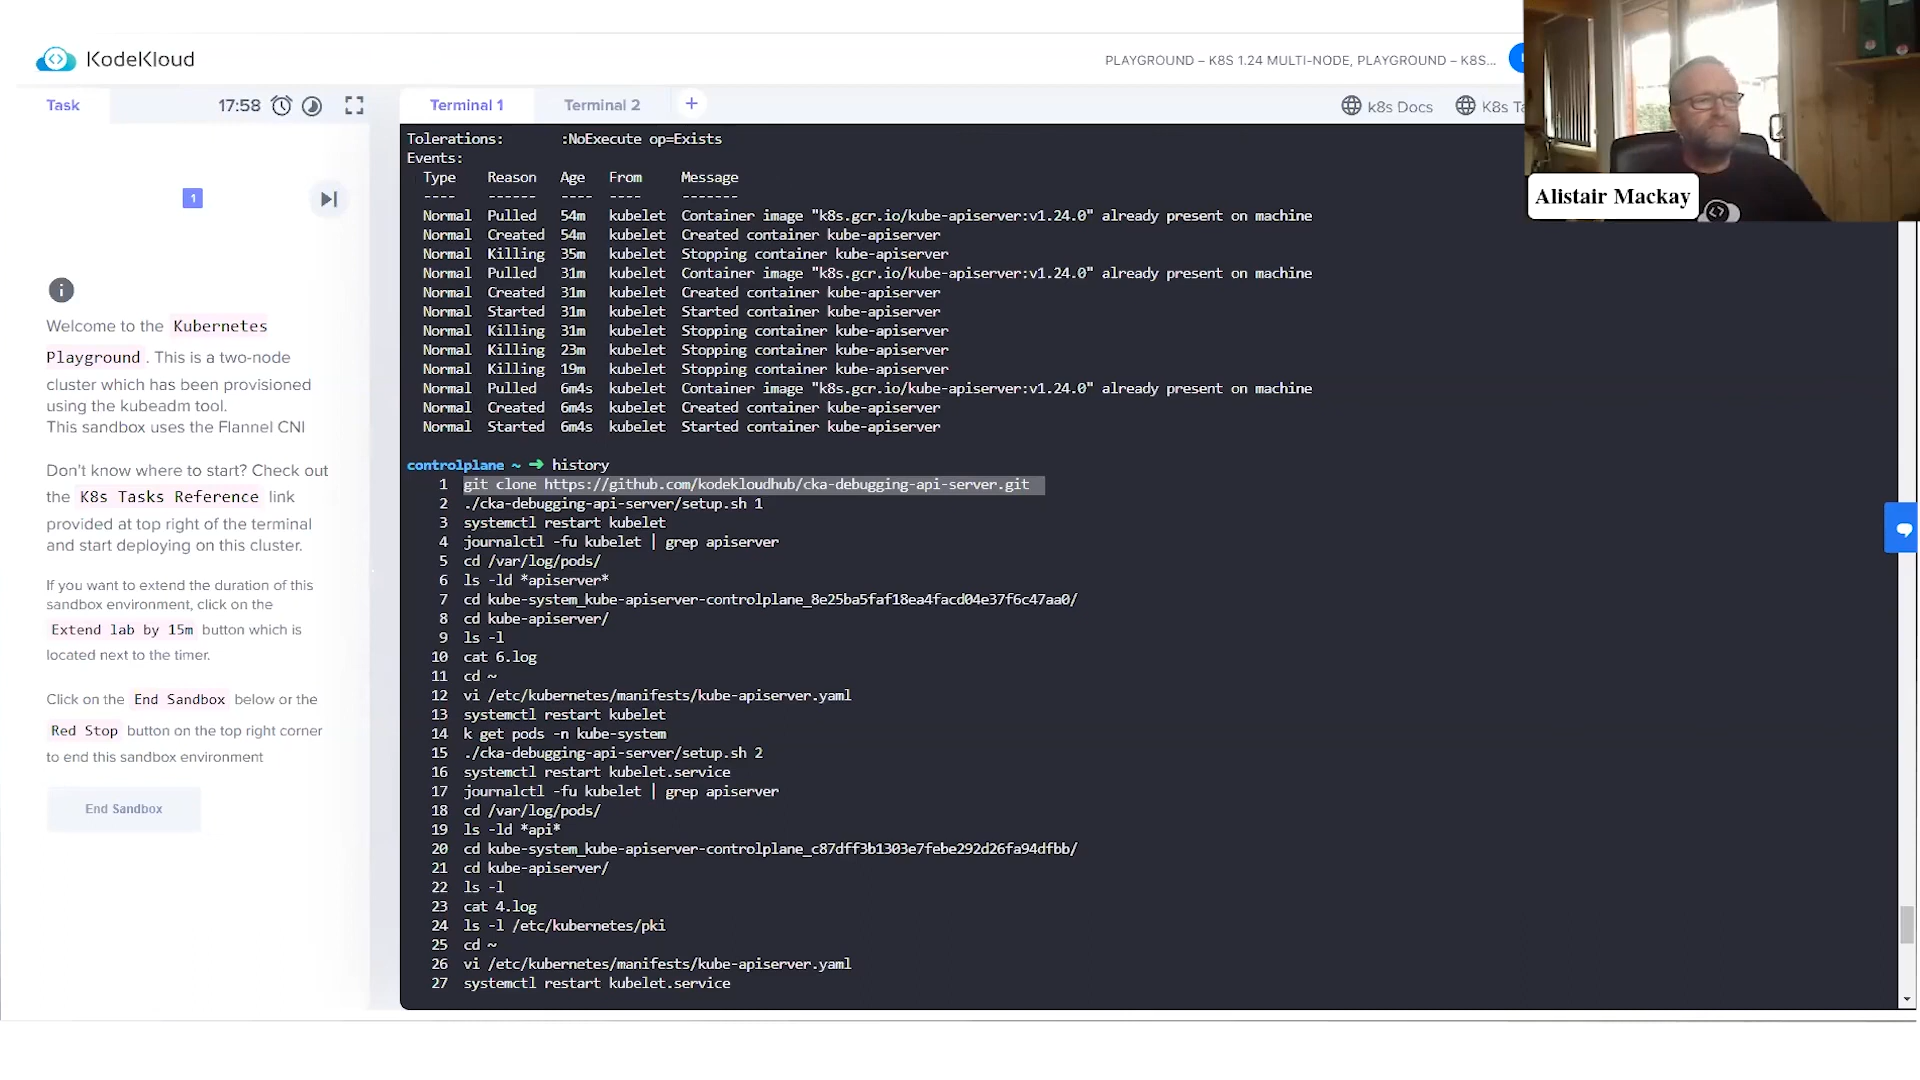 KodeKloud
PLAYGROUND – K8S 1.24 MULTI-NODE, PLAYGROUND – K8S...
Task
17:58
Terminal 1
Terminal 2
+
k8s Docs
K8s Ta
Alistair Mackay
1
Welcome to the Kubernetes
Playground . This is a two-node
cluster which has been provisioned
using the kubeadm tool.
This sandbox uses the Flannel CNI
Don't know where to start? Check out
the K8s Tasks Reference link
provided at top right of the terminal
and start deploying on this cluster.
If you want to extend the duration of this
sandbox environment, click on the
Extend lab by 15m button which is
located next to the timer.
Click on the End Sandbox below or the
Red Stop button on the top right corner
to end this sandbox environment
End Sandbox
Tolerations: :NoExecute op=Exists
Events:
Type Reason Age From Message
---- ------ ---- ---- -------
Normal Pulled 54m kubelet Container image "k8s.gcr.io/kube-apiserver:v1.24.0" already present on machine
Normal Created 54m kubelet Created container kube-apiserver
Normal Killing 35m kubelet Stopping container kube-apiserver
Normal Pulled 31m kubelet Container image "k8s.gcr.io/kube-apiserver:v1.24.0" already present on machine
Normal Created 31m kubelet Created container kube-apiserver
Normal Started 31m kubelet Started container kube-apiserver
Normal Killing 31m kubelet Stopping container kube-apiserver
Normal Killing 23m kubelet Stopping container kube-apiserver
Normal Killing 19m kubelet Stopping container kube-apiserver
Normal Pulled 6m4s kubelet Container image "k8s.gcr.io/kube-apiserver:v1.24.0" already present on machine
Normal Created 6m4s kubelet Created container kube-apiserver
Normal Started 6m4s kubelet Started container kube-apiserver
controlplane ~ ➜ history
1 git clone https://github.com/kodekloudhub/cka-debugging-api-server.git
2 ./cka-debugging-api-server/setup.sh 1
3 systemctl restart kubelet
4 journalctl -fu kubelet | grep apiserver
5 cd /var/log/pods/
6 ls -ld *apiserver*
7 cd kube-system_kube-apiserver-controlplane_8e25ba5faf18ea4facd04e37f6c47aa0/
8 cd kube-apiserver/
9 ls -l
10 cat 6.log
11 cd ~
12 vi /etc/kubernetes/manifests/kube-apiserver.yaml
13 systemctl restart kubelet
14 k get pods -n kube-system
15 ./cka-debugging-api-server/setup.sh 2
16 systemctl restart kubelet.service
17 journalctl -fu kubelet | grep apiserver
18 cd /var/log/pods/
19 ls -ld *api*
20 cd kube-system_kube-apiserver-controlplane_c87dff3b1303e7febe292d26fa94dfbb/
21 cd kube-apiserver/
22 ls -l
23 cat 4.log
24 ls -l /etc/kubernetes/pki
25 cd ~
26 vi /etc/kubernetes/manifests/kube-apiserver.yaml
27 systemctl restart kubelet.service